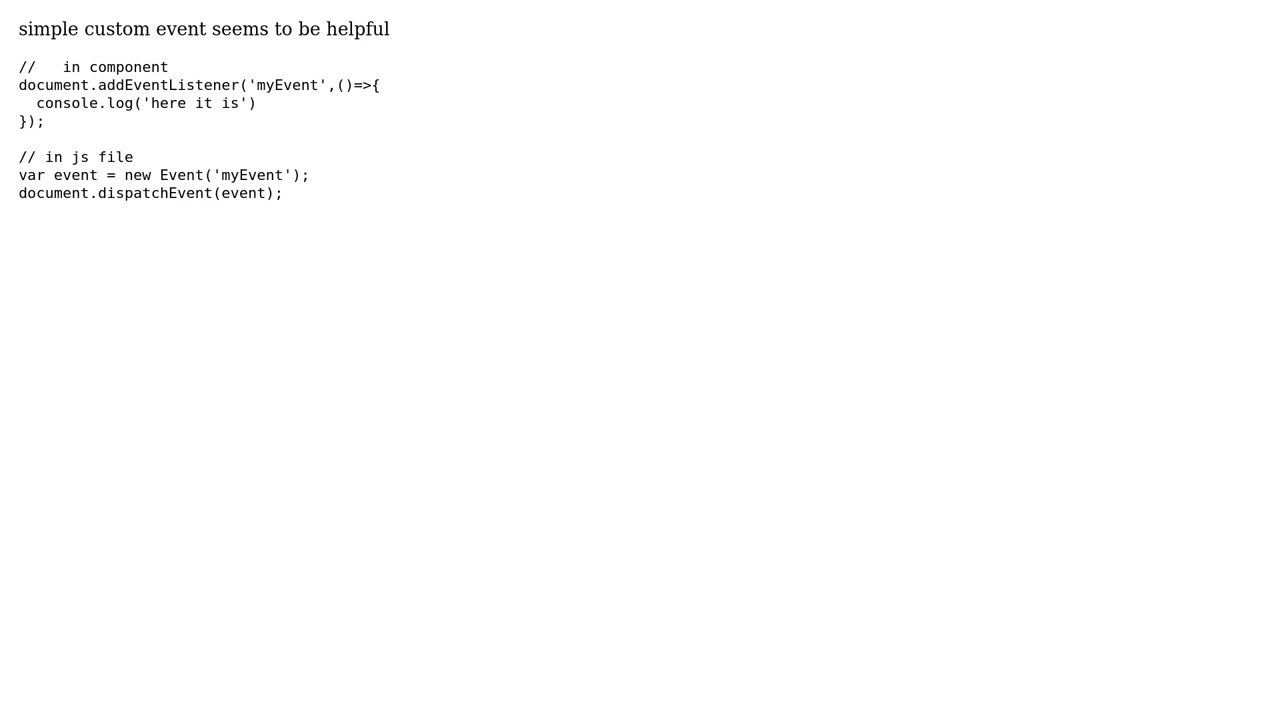 simple custom event seems to be helpful
//   in component
document.addEventListener('myEvent',()=>{
  console.log('here it is')
});
// in js file
var event = new Event('myEvent');
document.dispatchEvent(event);